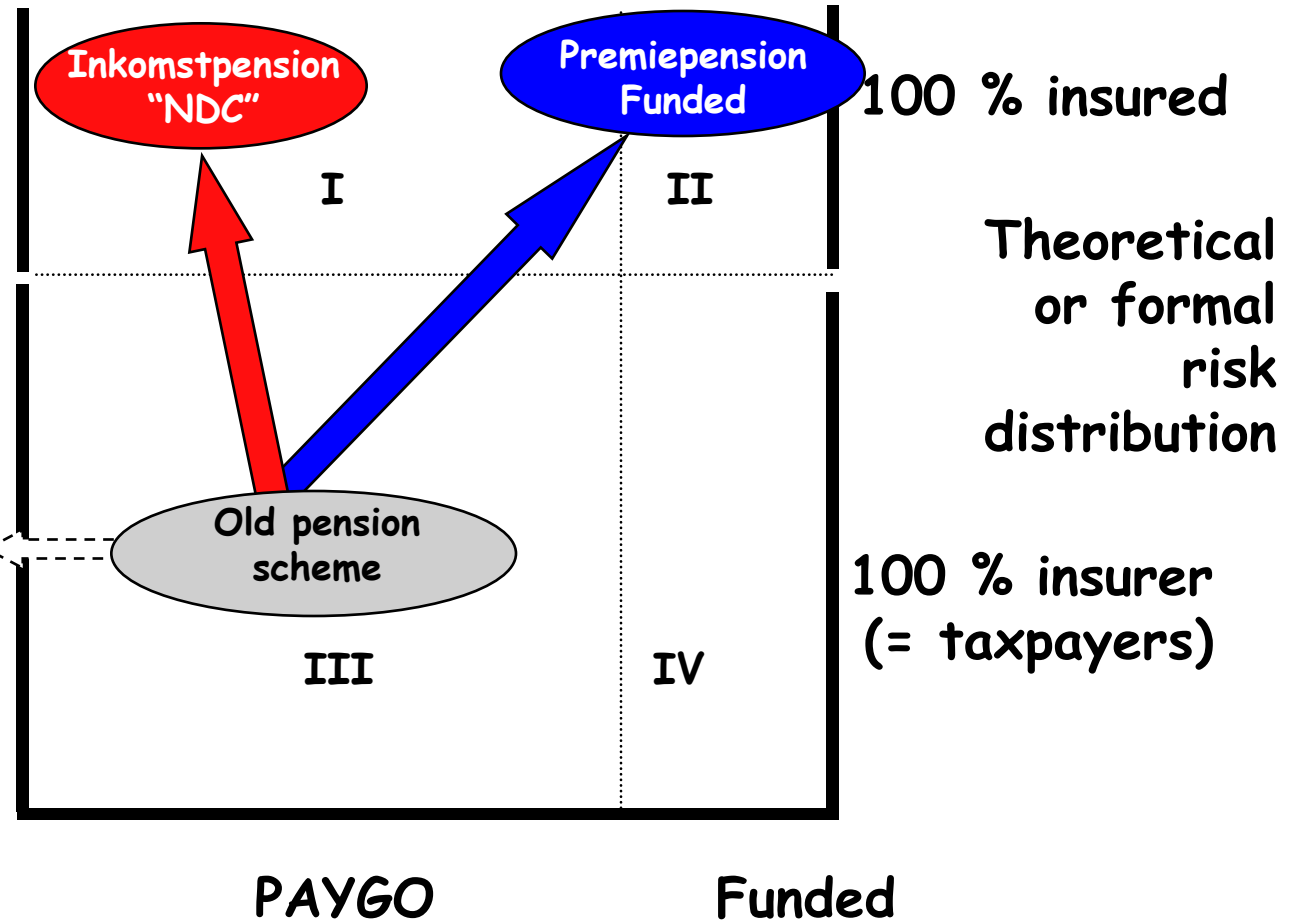 Inkomstpension
“NDC”
Premiepension
Funded
100 % insured
I
II
Theoretical
or formal
risk
distribution
Old pension
scheme
100 % insurer
(= taxpayers)
III
IV
PAYGO
Funded